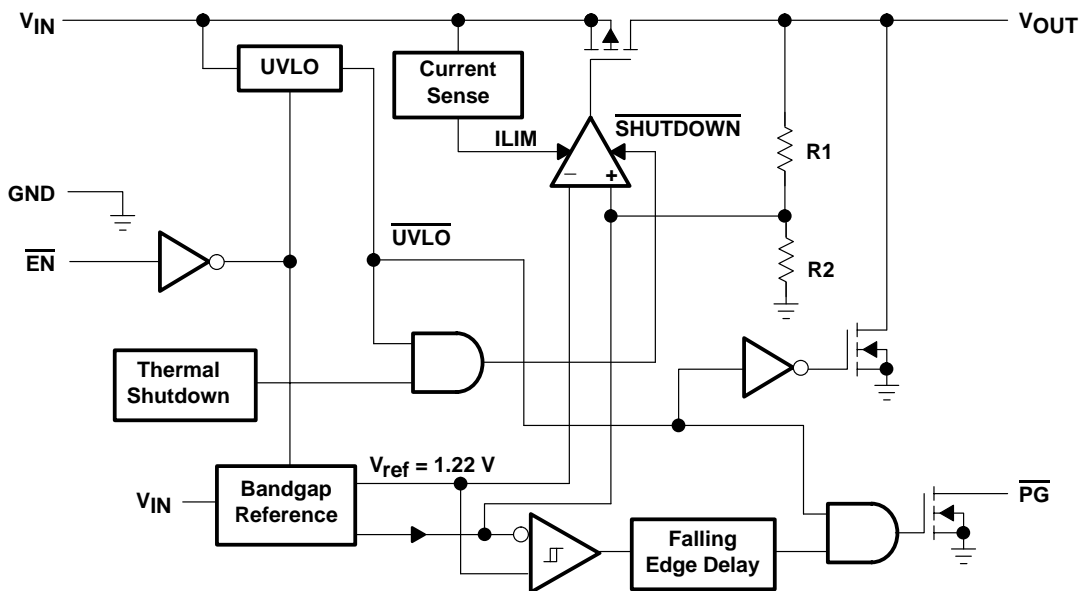 VIN
VOUT
UVLO
Current
Sense
SHUTDOWN
ILIM
R1
GND
−
+
UVLO
EN
R2
Thermal
Shutdown
Vref = 1.22 V
VIN
Bandgap
Reference
PG
Falling
Edge Delay